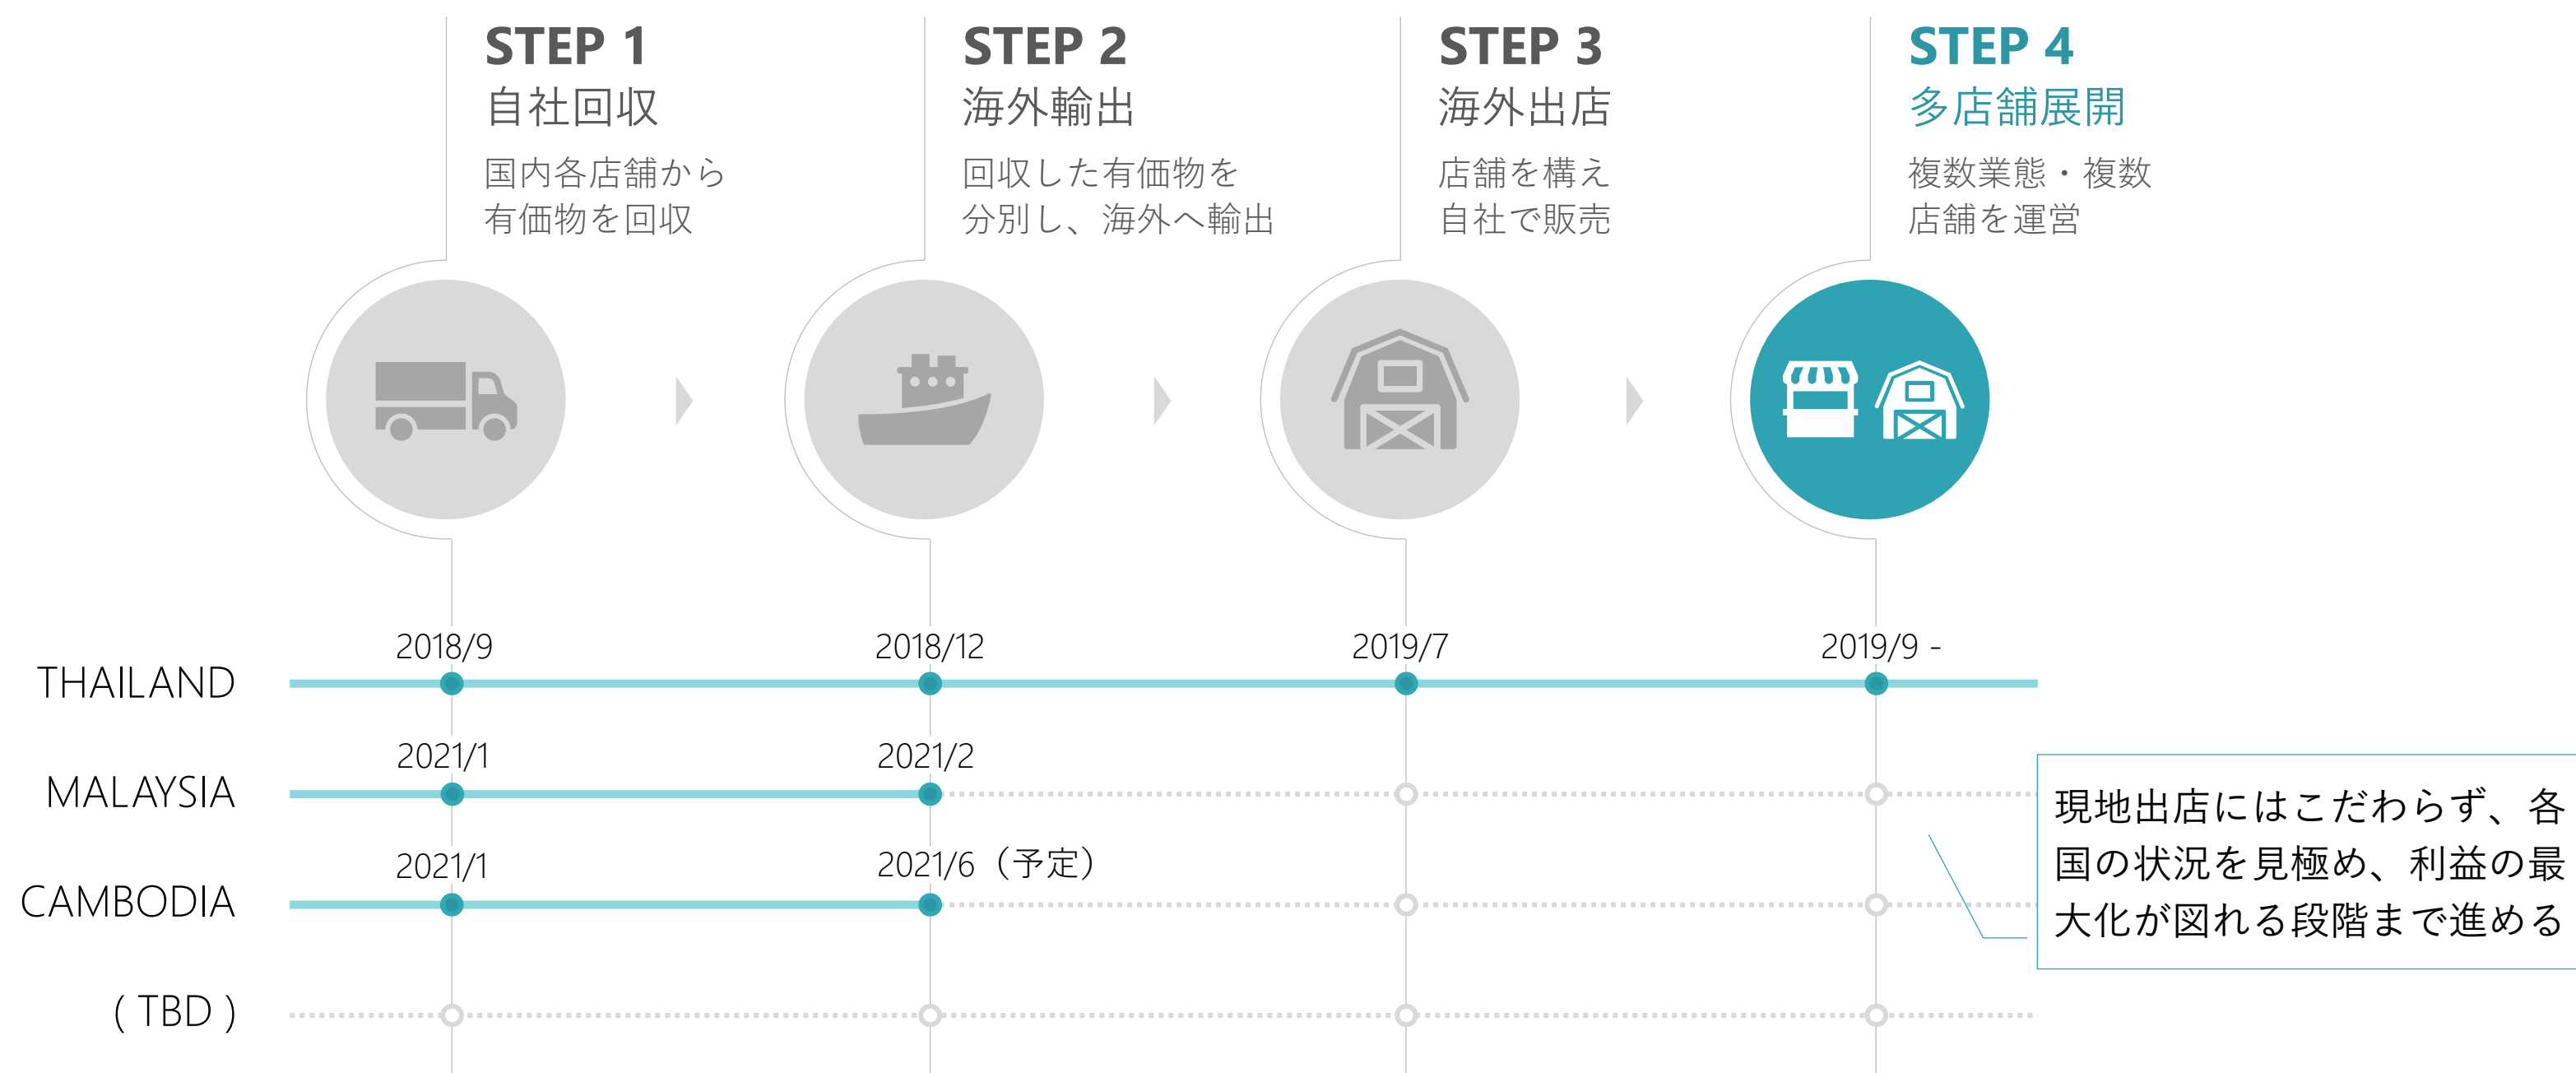 STEP 1
自社回収
国内各店舗から
有価物を回収
STEP 2
海外輸出
回収した有価物を
分別し、海外へ輸出
STEP 3
海外出店
店舗を構え
自社で販売
STEP 4
多店舗展開
複数業態・複数
店舗を運営
THAILAND
2018/9
2018/12
2019/7
2019/9 -
MALAYSIA
2021/1
2021/2
CAMBODIA
2021/1
2021/6（予定）
( TBD )
現地出店にはこだわらず、各
国の状況を見極め、利益の最
大化が図れる段階まで進める